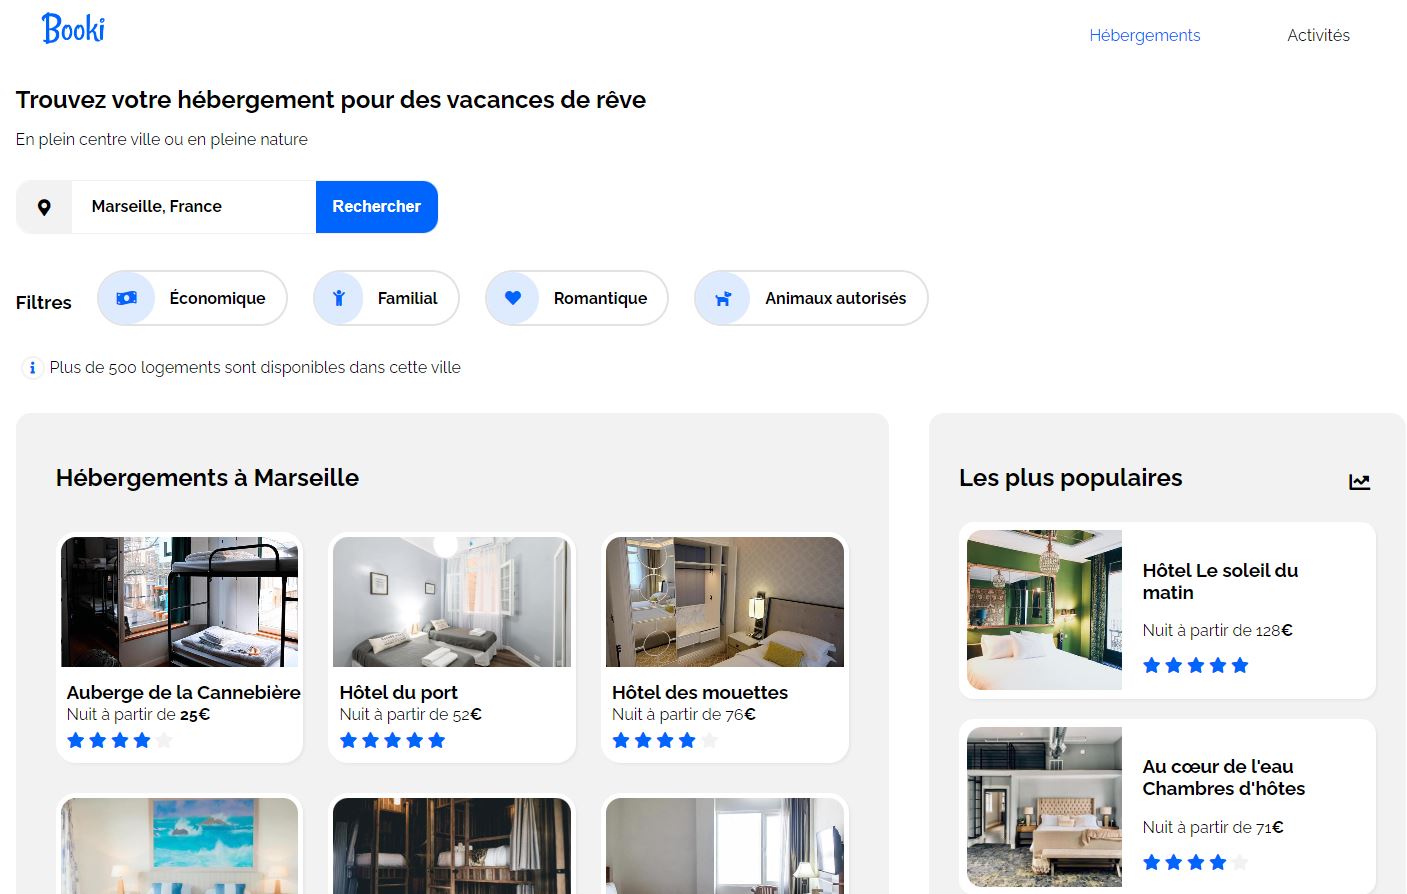 Booki
Hébergements
Activités
Trouvez votre hébergement pour des vacances de rêve
En plein centre ville ou en pleine nature
Marseille, France
Rechercher
Filtres
Économique
Familial
Romantique
Animaux autorisés
Plus de 500 logements sont disponibles dans cette ville
Hébergements à Marseille
Auberge de la Cannebière
Nuit à partir de 25€
Hôtel du port
Nuit à partir de 52€
Hôtel des mouettes
Nuit à partir de 76€
Les plus populaires
Hôtel Le soleil du
matin
Nuit à partir de 128€
Au cœur de l'eau
Chambres d'hôtes
Nuit à partir de 71€